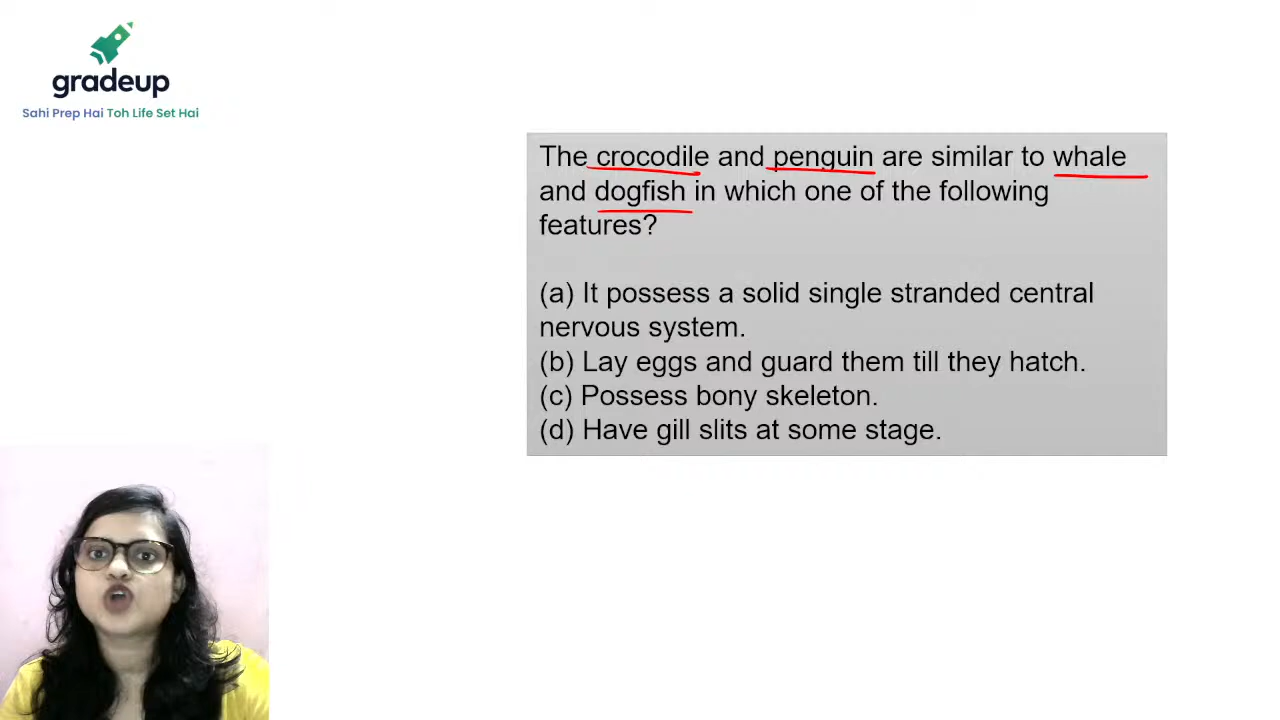 gradeup
Sahi Prep Hai Toh Life Set Hai
The crocodile and penguin are similar to whale
and dogfish in which one of the following
features?
(a) It possess a solid single stranded central
nervous system.
(b) Lay eggs and guard them till they hatch.
(c) Possess bony skeleton.
(d) Have gill slits at some stage.